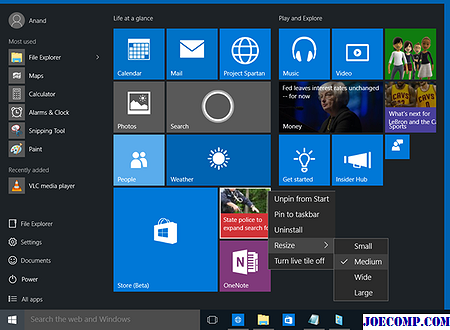 Anand
Most used
File Explorer
Maps
Calculator
Alarms & Clock
Snipping Tool
Paint
Recently added
VLC media player
File Explorer
Settings
Documents
Power
All apps
Life at a glance
Calendar
Mail
Project Spartan
Photos
Search
People
Weather
Store (Beta)
State police to
expand search for
OneNote
Play and Explore
Music
Video
Fed leaves interest rates unchanged
-- for now
Money
What's next for
LeBron and the Ca
Sports
Get started
Insider Hub
Unpin from Start
Pin to taskbar
Uninstall
Resize
Turn live tile off
Small
Medium
Wide
Large
Search the web and Windows
JOECOMP.COM